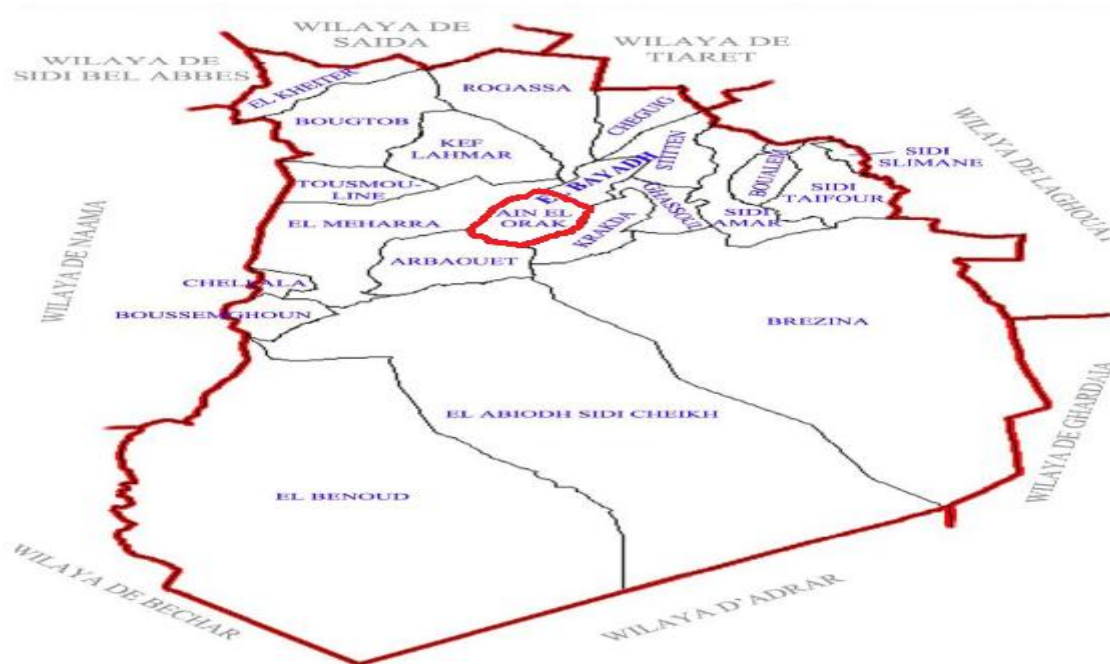 WILAYA DE
SAIDA
WILAYA DE
TIARET
WILAYA DE
SIDI BEL ABBES
EL KHEITER
ROGASSA
BOUGTOB
CHEGUIG
KEF
LAHMAR
STITTEN
BOUALEM
SIDI
SLIMANE
WILAYA DE LAGHOUAT
TOUSMOU-
LINE
EL BAYADH
GHASSOUL
SIDI
TAIFOUR
EL MEHARRA
AIN EL
ORAK
KRAKDA
SIDI
AMAR
WILAYA DE NAAMA
ARBAOUET
CHELLALA
BOUSSEMGHOUN
BREZINA
WILAYA DE GHARDAIA
EL ABIODH SIDI CHEIKH
EL BENOUD
WILAYA DE BECHAR
WILAYA D'ADRAR